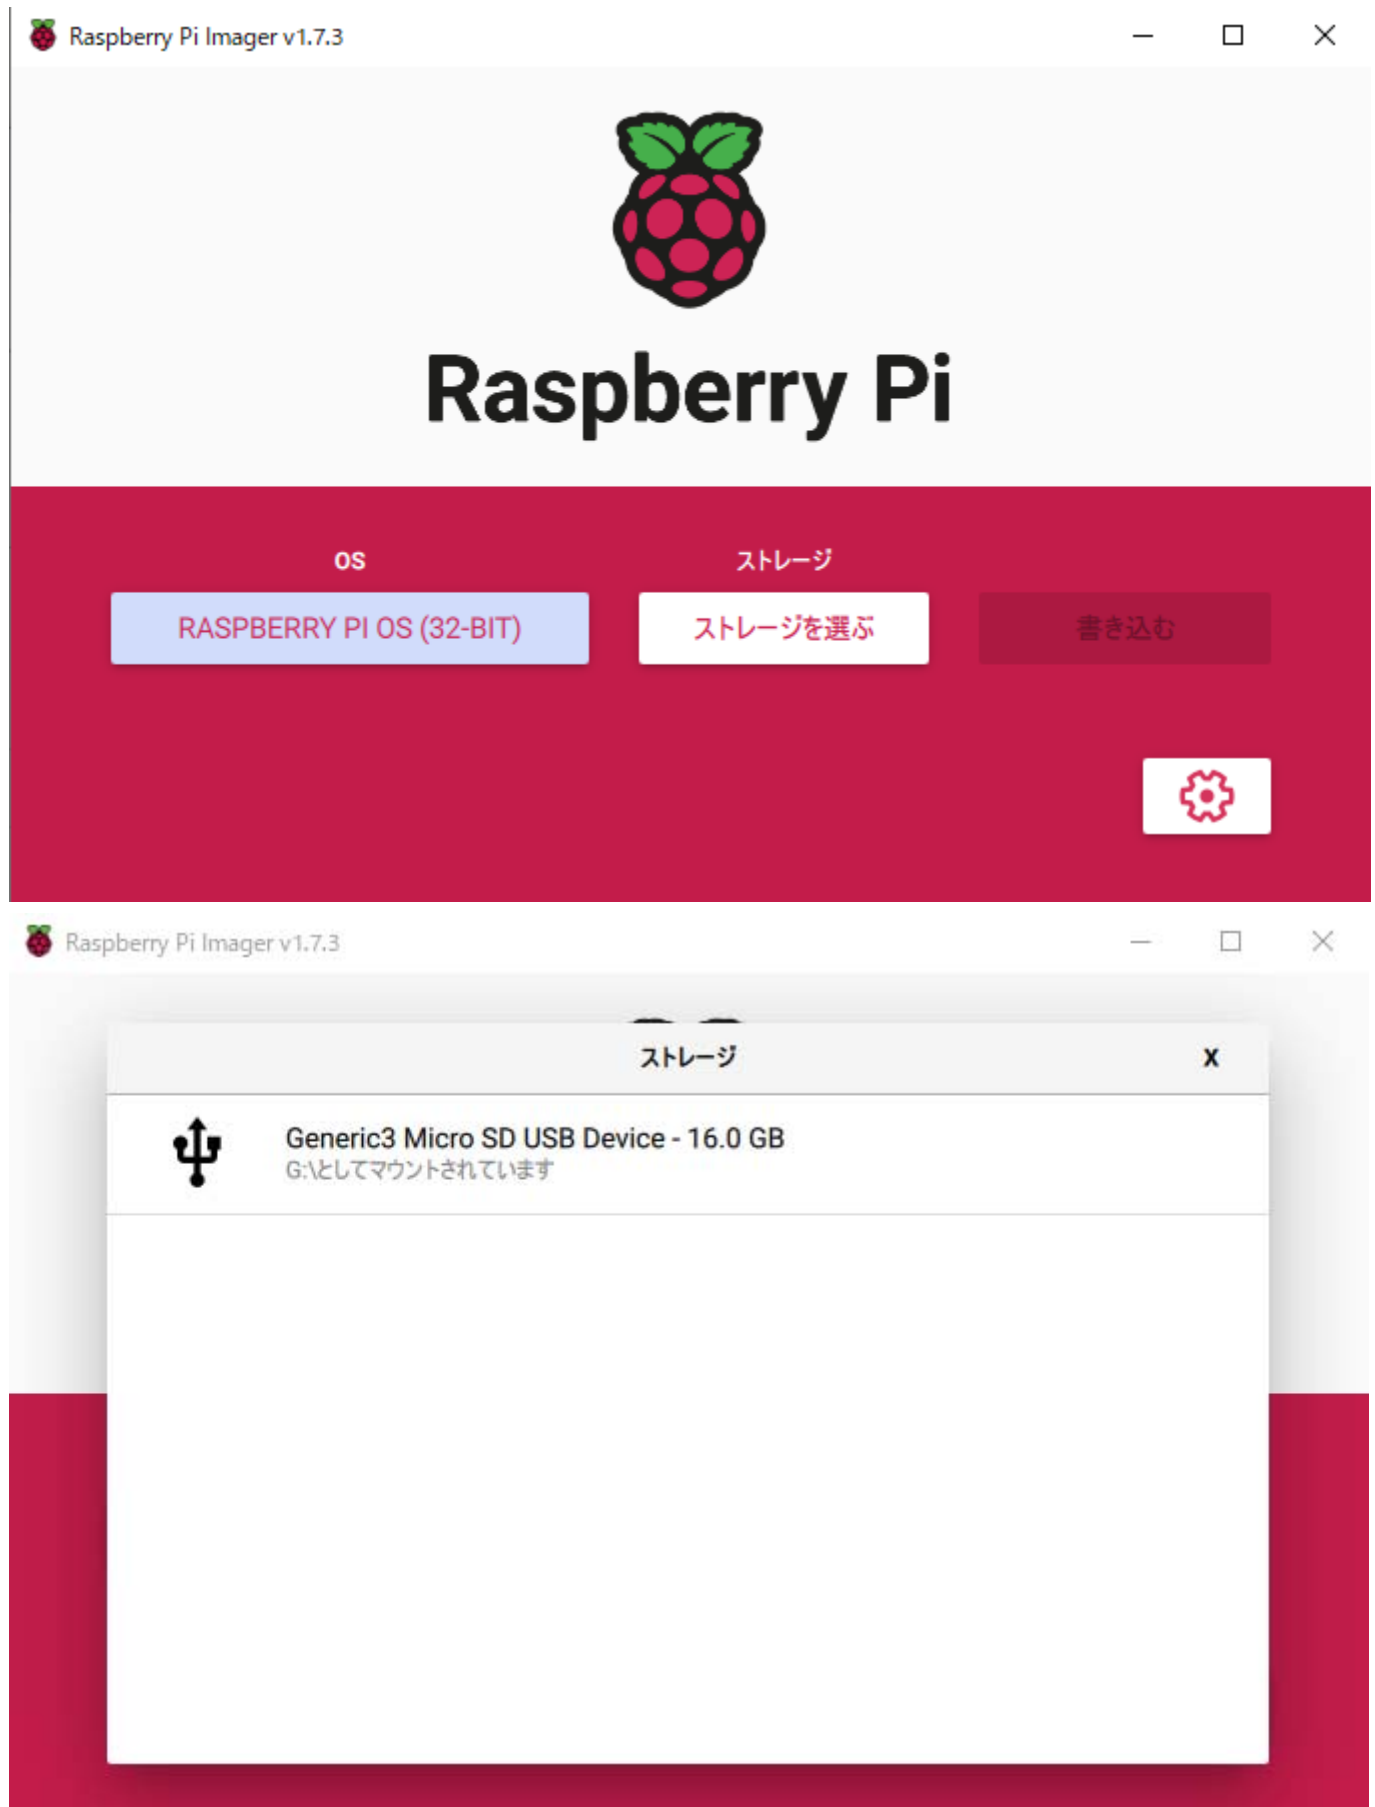 Raspberry Pi Imager v1.7.3
Raspberry Pi
OS
ストレージ
RASPBERRY PI OS (32-BIT)
ストレージを選ぶ
書き込む
Raspberry Pi Imager v1.7.3
ストレージ
X
Generic3 Micro SD USB Device - 16.0 GB
G:\としてマウントされています